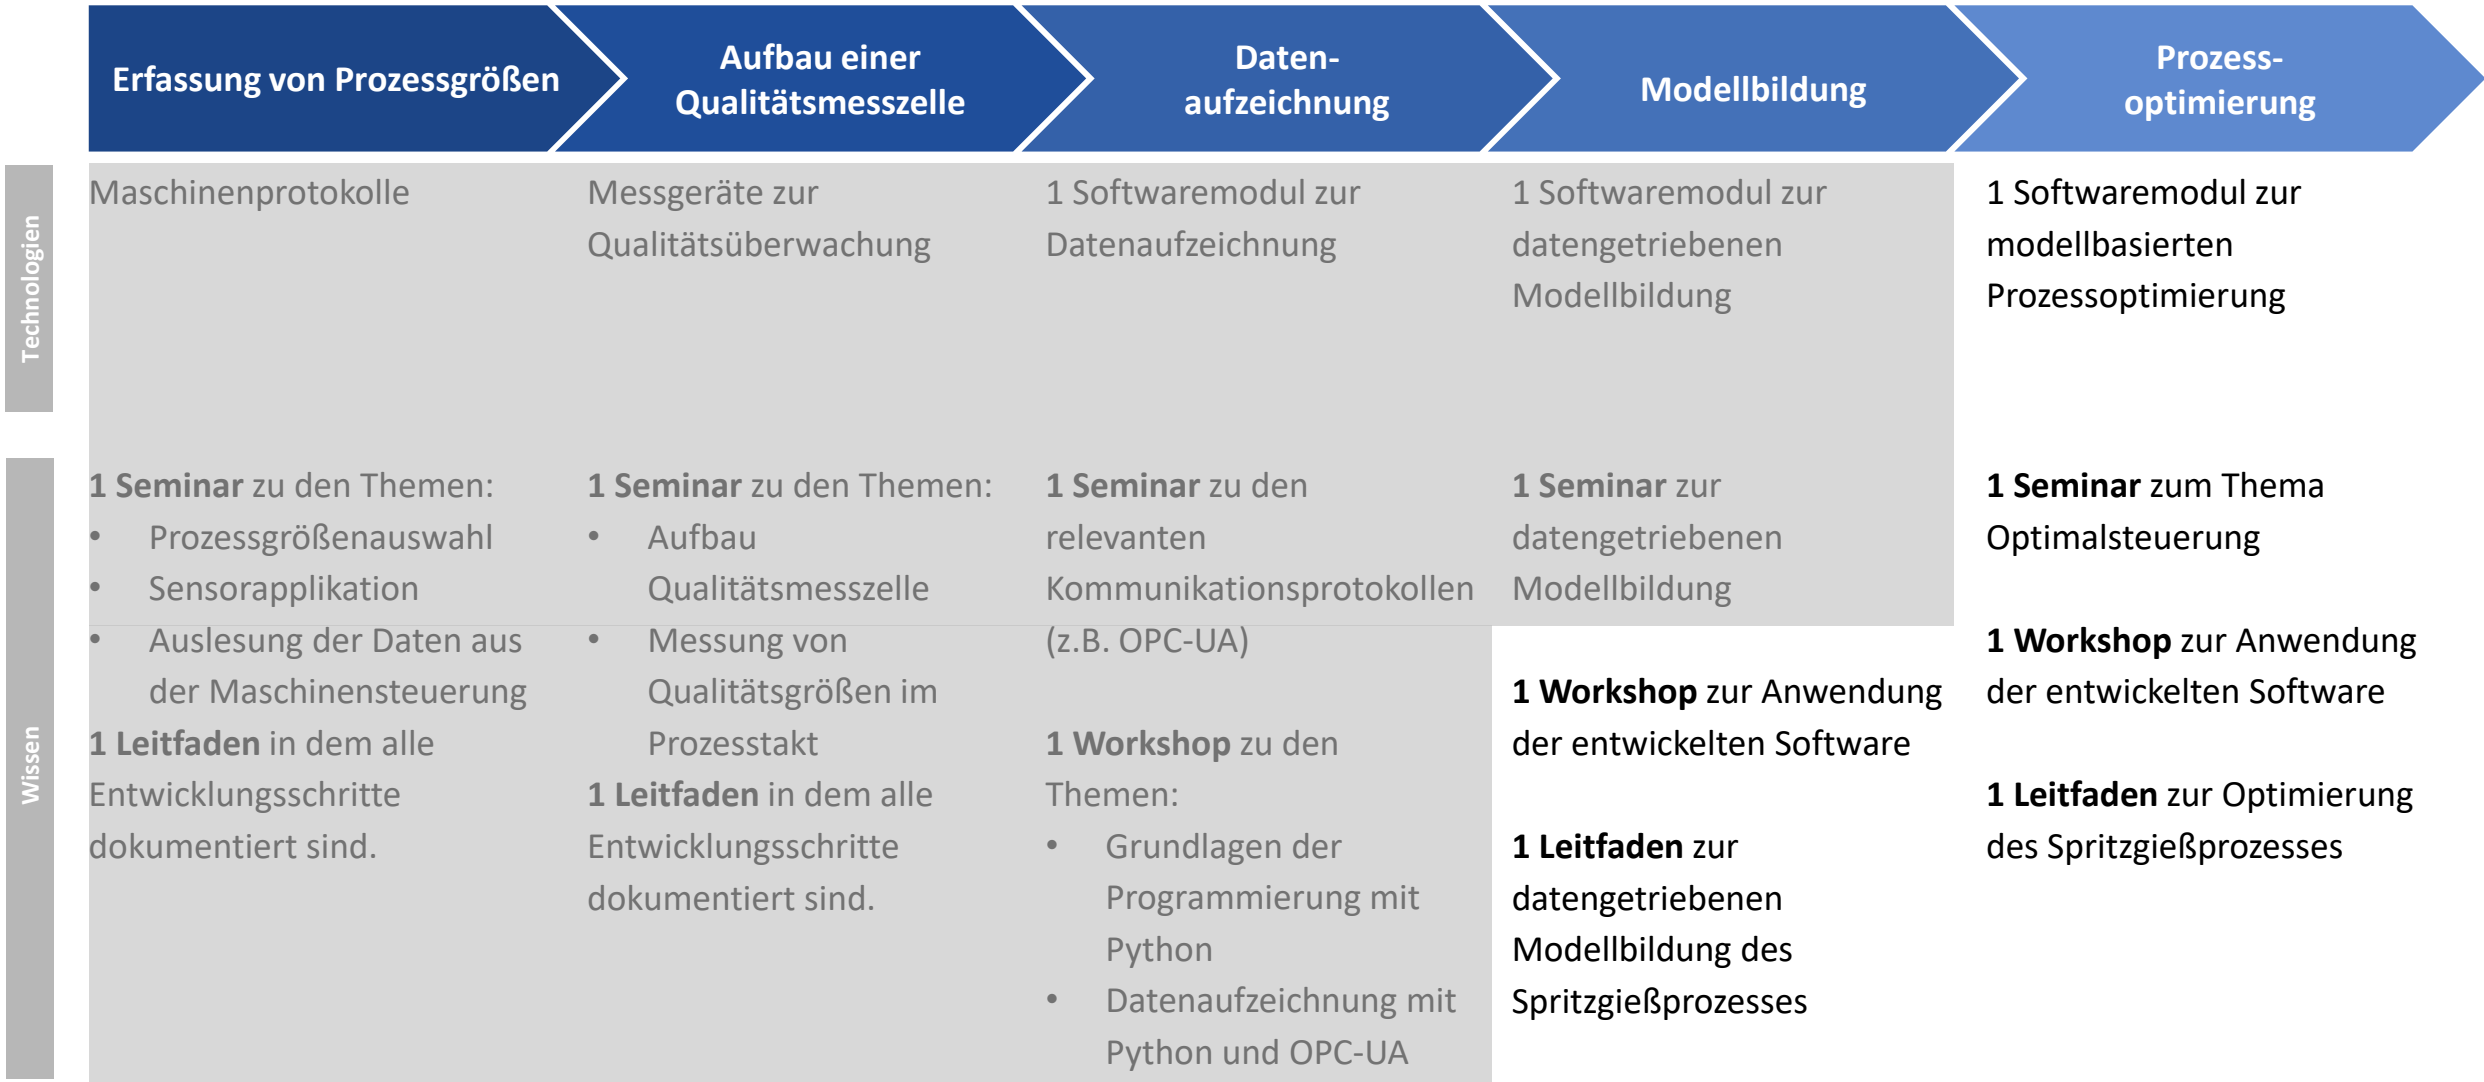 Erfassung von Prozessgrößen
Aufbau einer
Qualitätsmesszelle
Daten-
aufzeichnung
Modellbildung
Prozess-
optimierung
Technologien
Maschinenprotokolle
Messgeräte zur
Qualitätsüberwachung
1 Softwaremodul zur
Datenaufzeichnung
1 Softwaremodul zur
datengetriebenen
Modellbildung
1 Softwaremodul zur
modellbasierten
Prozessoptimierung
Wissen
1 Seminar zu den Themen:
• Prozessgrößenauswahl
• Sensorapplikation
• Auslesung der Daten aus
der Maschinensteuerung
1 Leitfaden in dem alle
Entwicklungsschritte
dokumentiert sind.
1 Seminar zu den Themen:
• Aufbau
Qualitätsmesszelle
• Messung von
Qualitätsgrößen im
Prozesstakt
1 Leitfaden in dem alle
Entwicklungsschritte
dokumentiert sind.
1 Seminar zu den
relevanten
Kommunikationsprotokollen
(z.B. OPC-UA)
1 Workshop zu den
Themen:
• Grundlagen der
Programmierung mit
Python
• Datenaufzeichnung mit
Python und OPC-UA
1 Seminar zur
datengetriebenen
Modellbildung
1 Workshop zur Anwendung
der entwickelten Software
1 Leitfaden zur
datengetriebenen
Modellbildung des
Spritzgießprozesses
1 Seminar zum Thema
Optimalsteuerung
1 Workshop zur Anwendung
der entwickelten Software
1 Leitfaden zur Optimierung
des Spritzgießprozesses